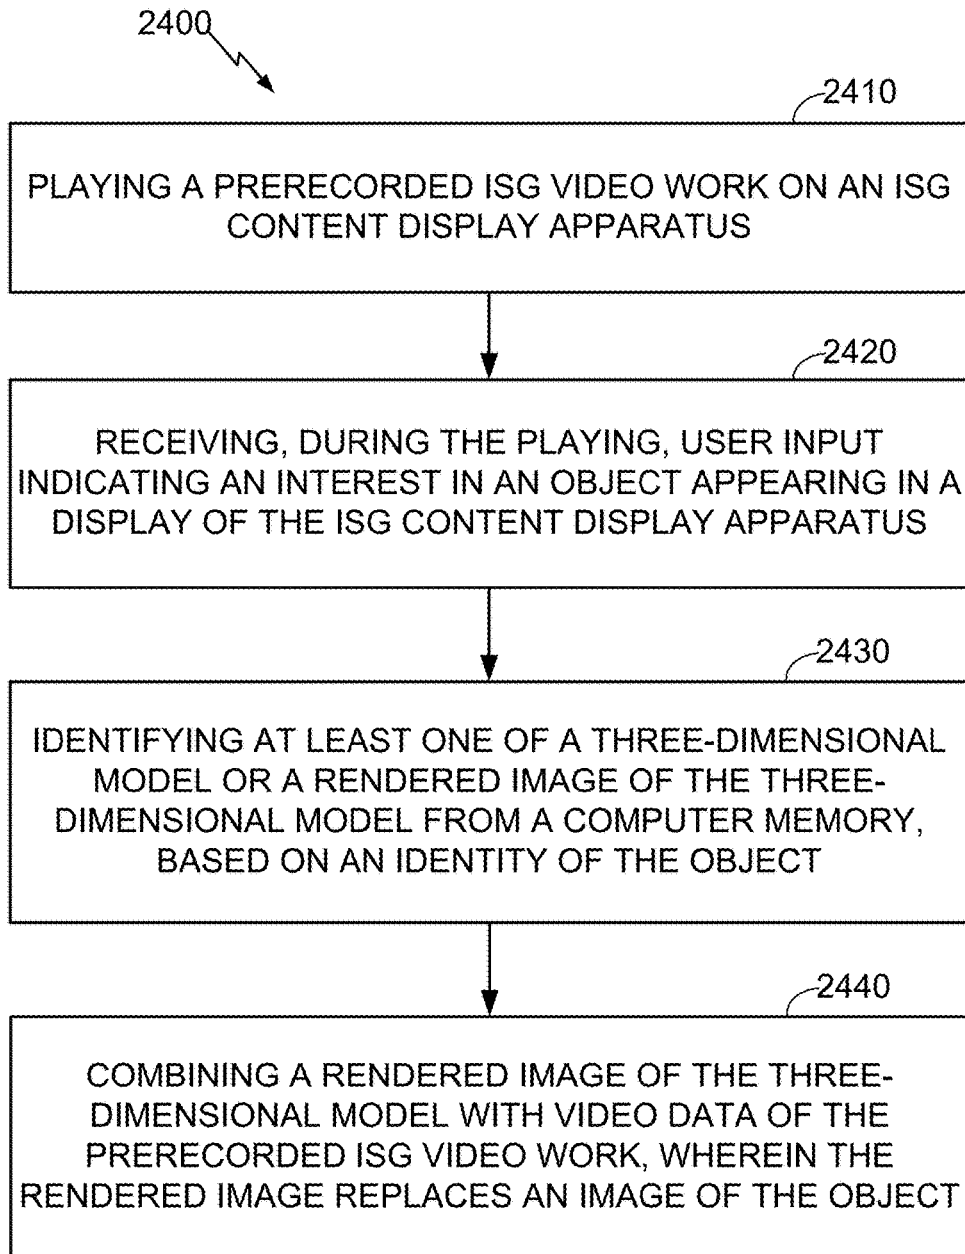 2400
2410
PLAYING A PRERECORDED ISG VIDEO WORK ON AN ISG
CONTENT DISPLAY APPARATUS
2420
RECEIVING, DURING THE PLAYING, USER INPUT
INDICATING AN INTEREST IN AN OBJECT APPEARING IN A
DISPLAY OF THE ISG CONTENT DISPLAY APPARATUS
2430
IDENTIFYING AT LEAST ONE OF A THREE-DIMENSIONAL
MODEL OR A RENDERED IMAGE OF THE THREE-
DIMENSIONAL MODEL FROM A COMPUTER MEMORY,
BASED ON AN IDENTITY OF THE OBJECT
2440
COMBINING A RENDERED IMAGE OF THE THREE-
DIMENSIONAL MODEL WITH VIDEO DATA OF THE
PRERECORDED ISG VIDEO WORK, WHEREIN THE
RENDERED IMAGE REPLACES AN IMAGE OF THE OBJECT